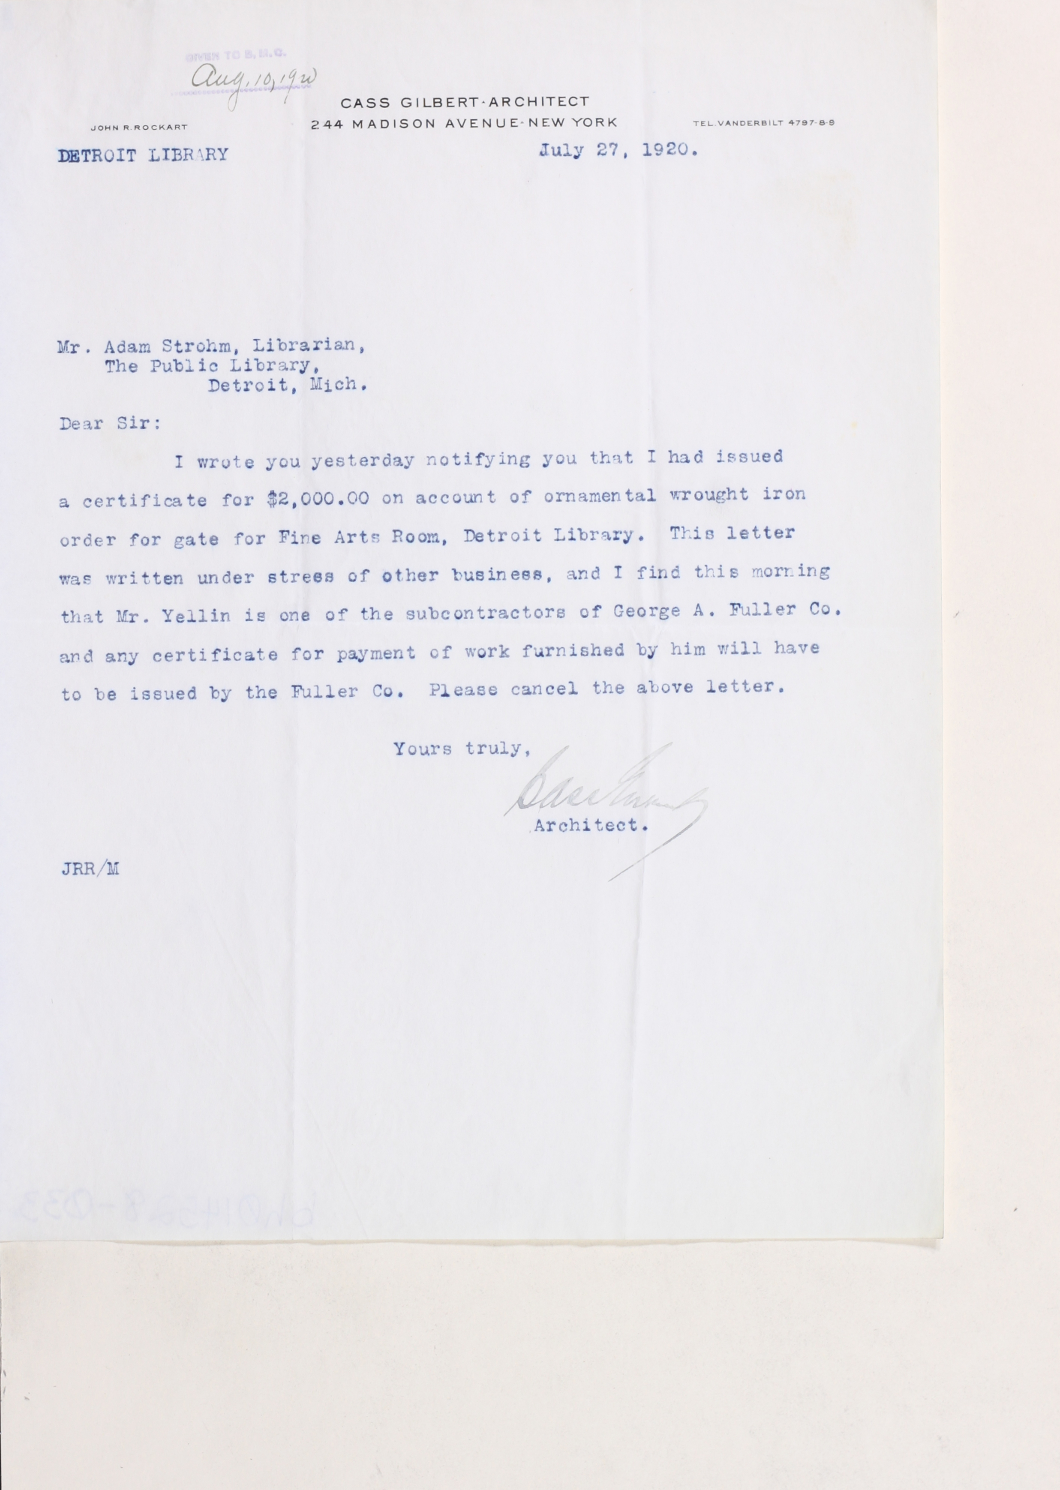 GIVEN TO
Aug. 10, 1920
CASS GILBERT·ARCHITECT
JOHN R. ROCKART
244 MADISON AVENUE·NEW YORK
TEL. VANDERBILT 4797-8-9
DETROIT LIBRARY
July 27, 1920.
Mr. Adam Strohm, Librarian,
The Public Library,
Detroit, Mich.
Dear Sir:
I wrote you yesterday notifying you that I had issued
a certificate for $2,000.00 on account of ornamental wrought iron
order for gate for Fine Arts Room, Detroit Library. This letter
was written under stress of other business, and I find this morning
that Mr. Yellin is one of the subcontractors of George A. Fuller Co.
and any certificate for payment of work furnished by him will have
to be issued by the Fuller Co. Please cancel the above letter.
Yours truly,
Cass Gilbert
Architect.
JRR/M